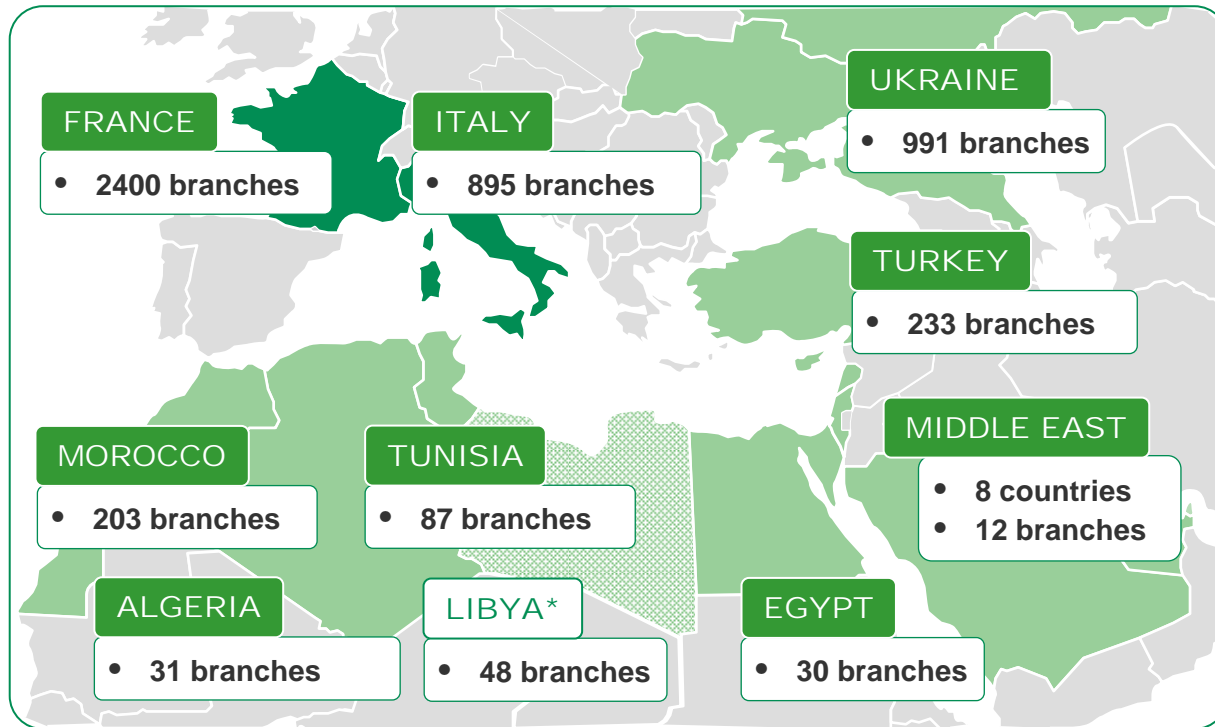 FRANCE
• 2400 branches
ITALY
• 895 branches
UKRAINE
• 991 branches
TURKEY
• 233 branches
MOROCCO
• 203 branches
TUNISIA
• 87 branches
MIDDLE EAST
• 8 countries
• 12 branches
ALGERIA
• 31 branches
LIBYA*
• 48 branches
EGYPT
• 30 branches